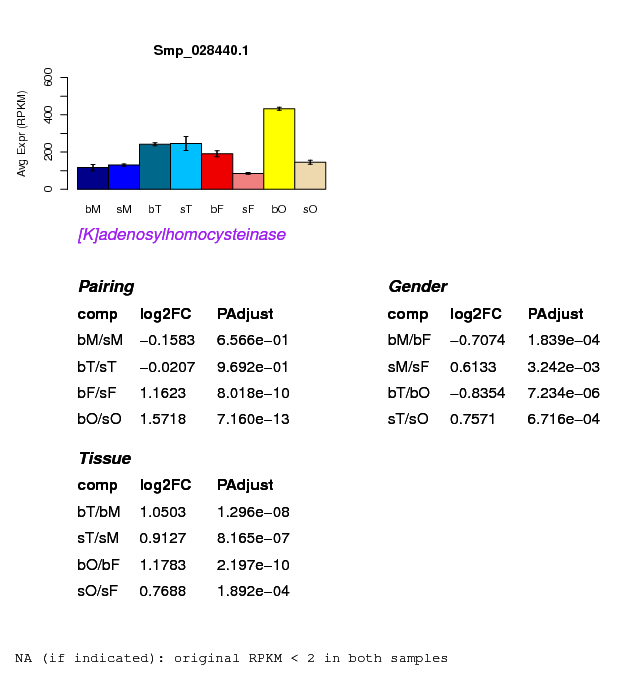 Smp_028440.1
Avg Expr (RPKM)
0 200 400 600
bM sM bT sT bF sF bO sO
[K]adenosylhomocysteinase
Pairing
comp log2FC PAdjust
bM/sM −0.1583 6.566e−01
bT/sT −0.0207 9.692e−01
bF/sF 1.1623 8.018e−10
bO/sO 1.5718 7.160e−13
Gender
comp log2FC PAdjust
bM/bF −0.7074 1.839e−04
sM/sF 0.6133 3.242e−03
bT/bO −0.8354 7.234e−06
sT/sO 0.7571 6.716e−04
Tissue
comp log2FC PAdjust
bT/bM 1.0503 1.296e−08
sT/sM 0.9127 8.165e−07
bO/bF 1.1783 2.197e−10
sO/sF 0.7688 1.892e−04
NA (if indicated): original RPKM < 2 in both samples